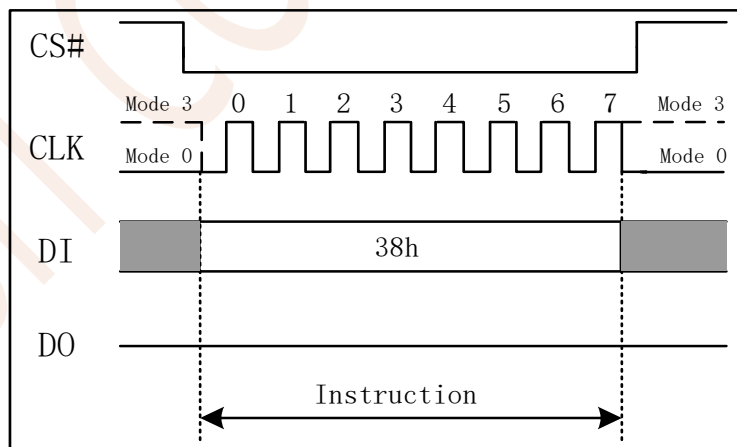 CS#
Mode 3 0 1 2 3 4 5 6 7 Mode 3
CLK
Mode 0 Mode 0
DI 38h
DO
Instruction